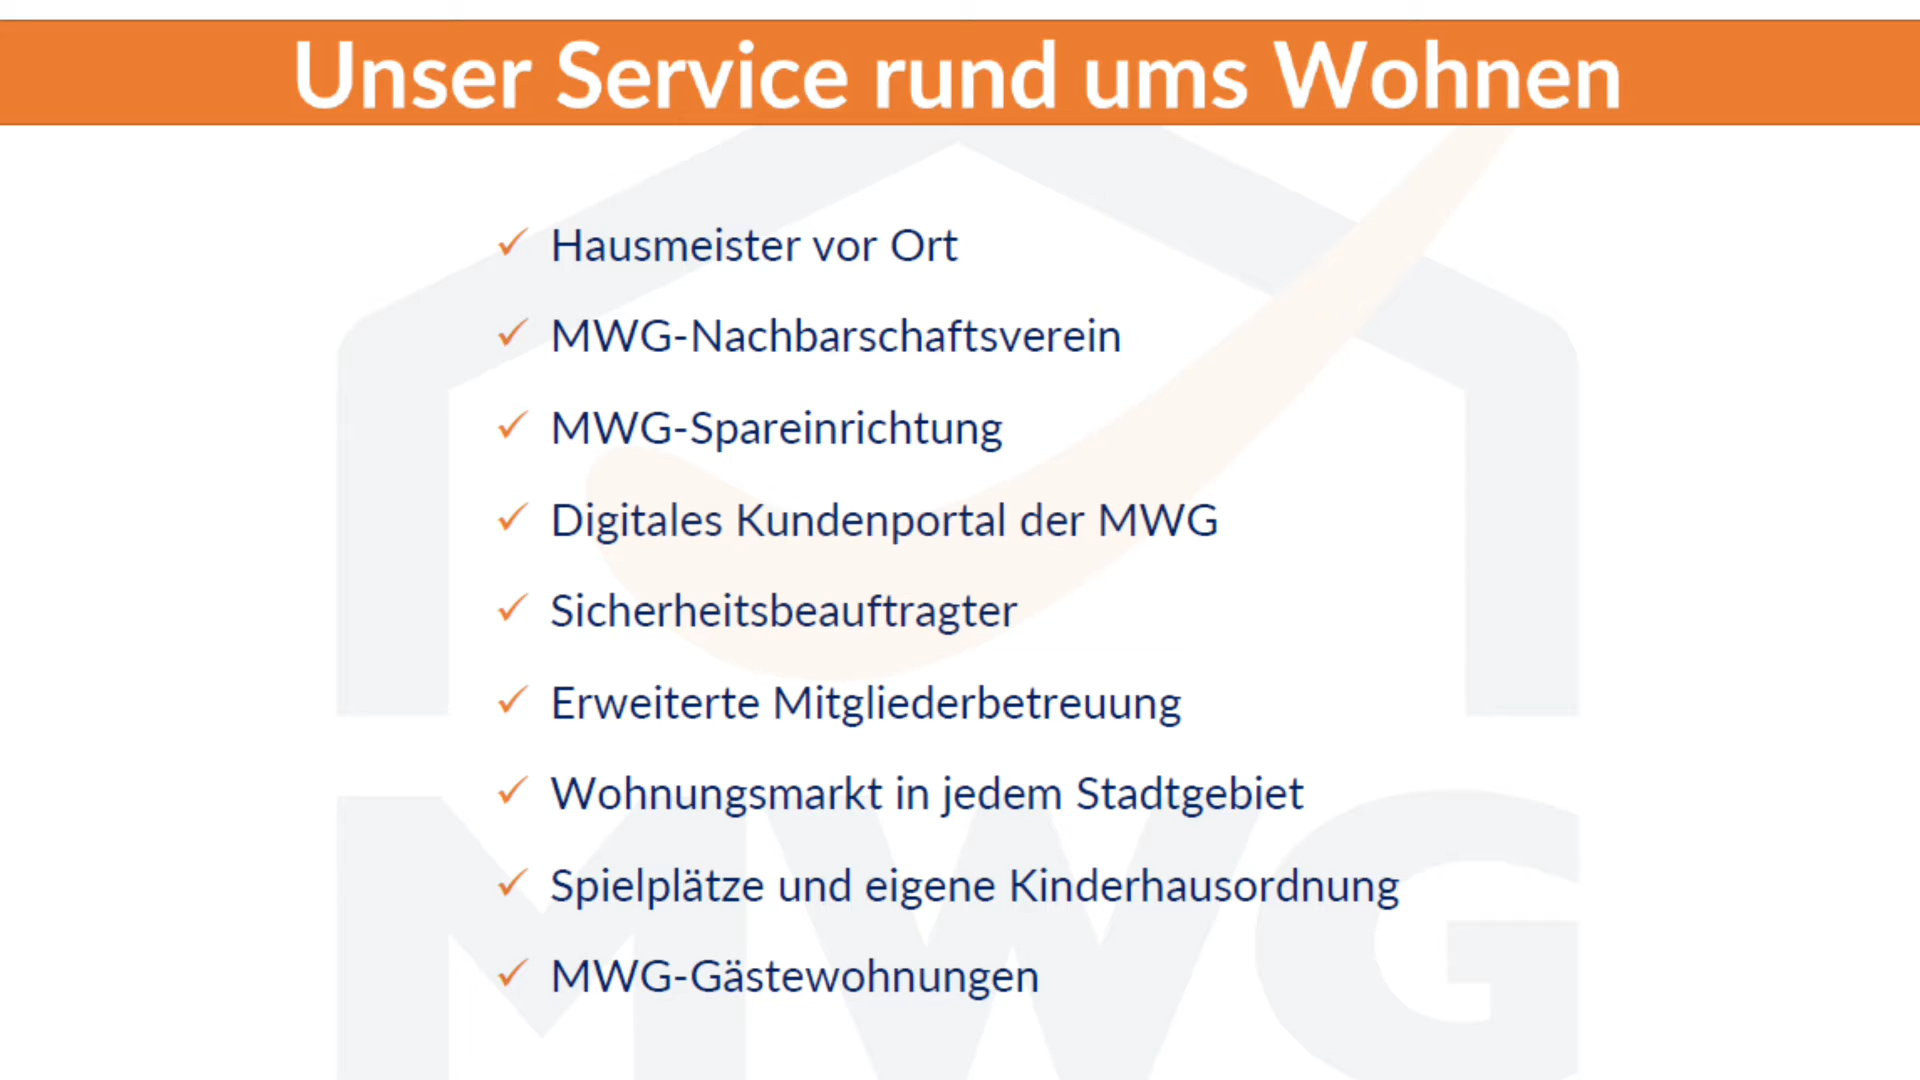 Unser Service rund ums Wohnen
Hausmeister vor Ort
MWG-Nachbarschaftsverein
MWG-Spareinrichtung
Digitales Kundenportal der MWG
Sicherheitsbeauftragter
Erweiterte Mitgliederbetreuung
Wohnungsmarkt in jedem Stadtgebiet
Spielplätze und eigene Kinderhausordnung
MWG-Gästewohnungen
MWG